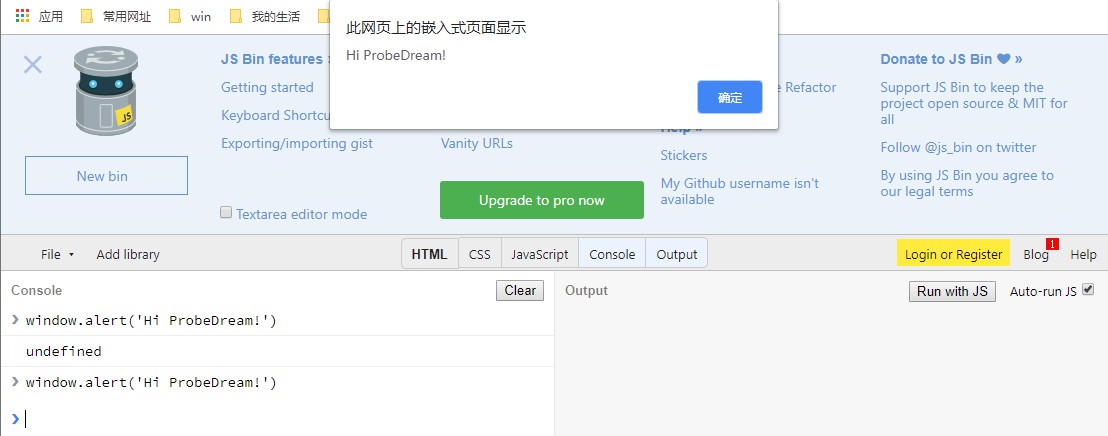 应用
常用网址
win
我的生活
此网页上的嵌入式页面显示
Hi ProbeDream!
确定
JS
New bin
JS Bin features
Getting started
Keyboard Shortcu
Exporting/importing gist
Textarea editor mode
Vanity URLs
Upgrade to pro now
e Refactor
Help »
Stickers
My Github username isn't
available
Donate to JS Bin ❤ »
Support JS Bin to keep the
project open source & MIT for
all
Follow @js_bin on twitter
By using JS Bin you agree to
our legal terms
File
Add library
HTML
CSS
JavaScript
Console
Output
Login or Register
Blog
1
Help
Console
Clear
Output
Run with JS
Auto-run JS
> window.alert('Hi ProbeDream!')
undefined
> window.alert('Hi ProbeDream!')
>